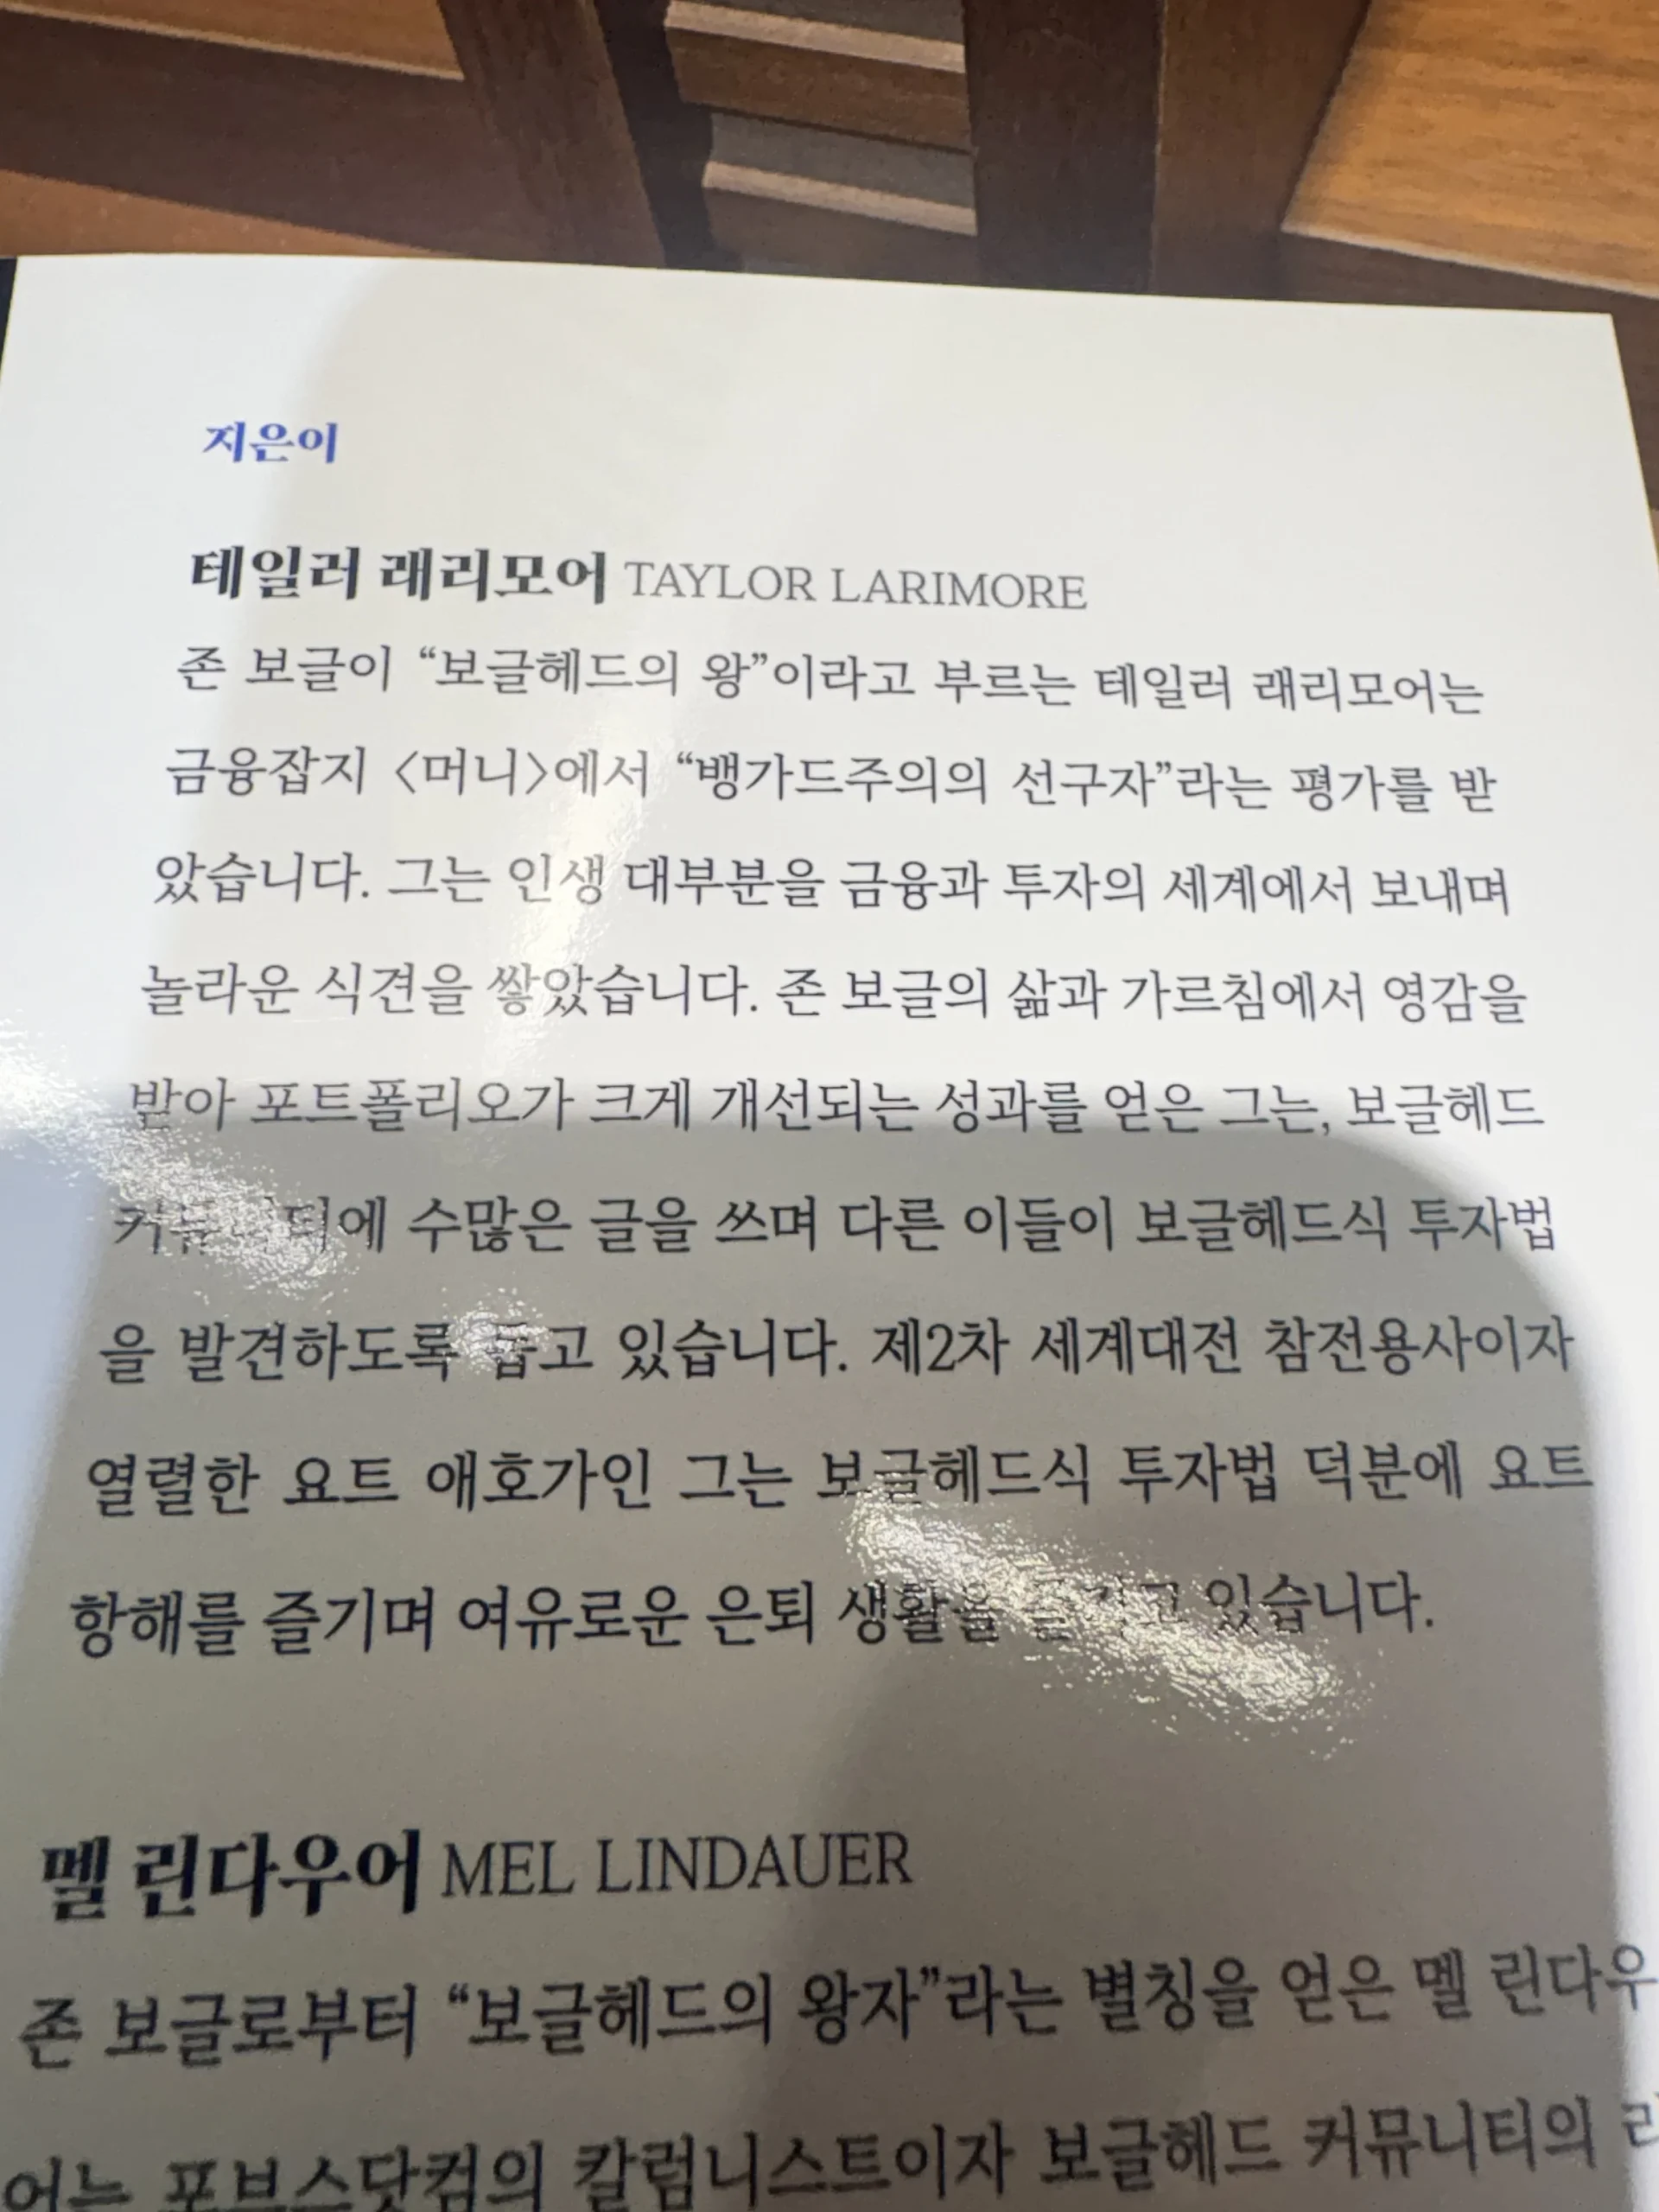 지은이
테일러 래리모어 TAYLOR LARIMORE
존 보글이 “보글헤드의 왕”이라고 부르는 테일러 래리모어는
금융잡지 〈머니〉에서 “뱅가드주의의 선구자”라는 평가를 받
았습니다. 그는 인생 대부분을 금융과 투자의 세계에서 보내며
놀라운 식견을 쌓았습니다. 존 보글의 삶과 가르침에서 영감을
받아 포트폴리오가 크게 개선되는 성과를 얻은 그는, 보글헤드
수많은 글을 쓰며 다른 이들이 보글헤드식 투자법
을 발견하도록 돕고 있습니다. 제2차 세계대전 참전용사이자
열렬한 요트 애호가인 그는 보글헤드식 투자법 덕분에 요트
항해를 즐기며 여유로운 은퇴 생활을 있습니다.
멜 린다우어 MEL LINDAUER
존 보글로부터 “보글헤드의 왕자”라는 별칭을 얻은 멜 린다우
어는 포브스닷컴의 칼럼니스트이자 보글헤드 커뮤니티의